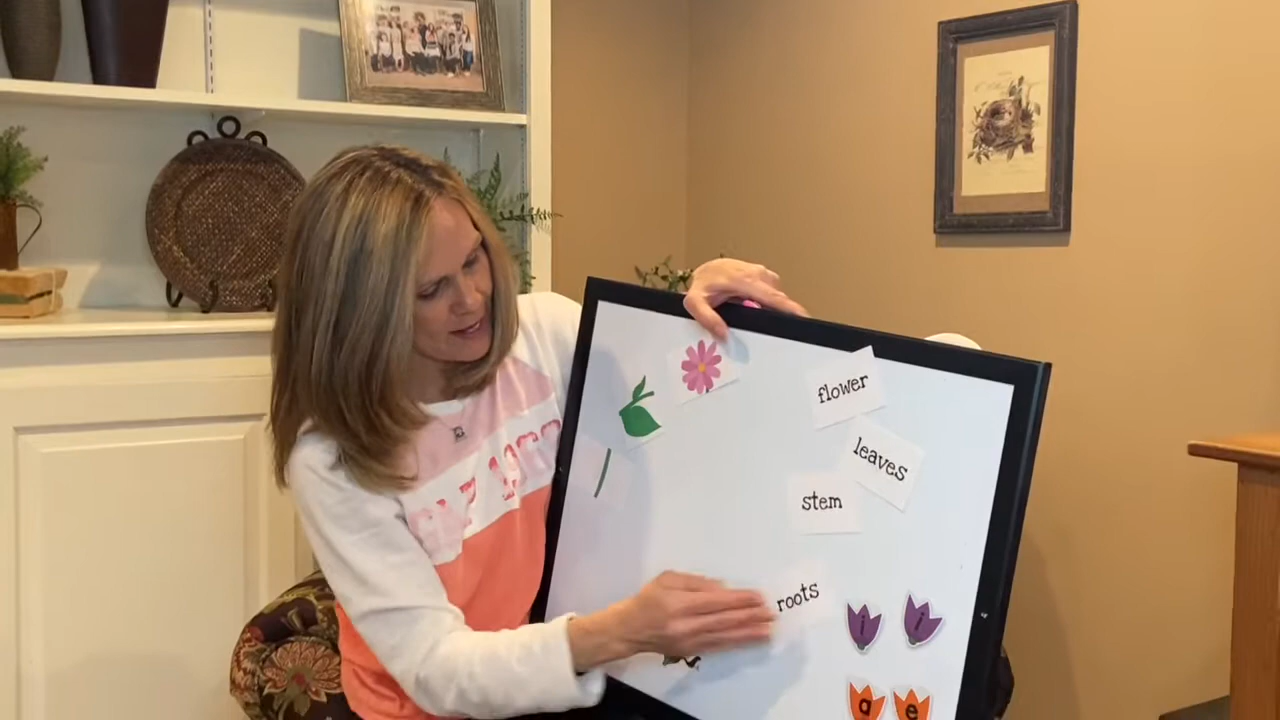 flower
leaves
stem
roots
i i
a e